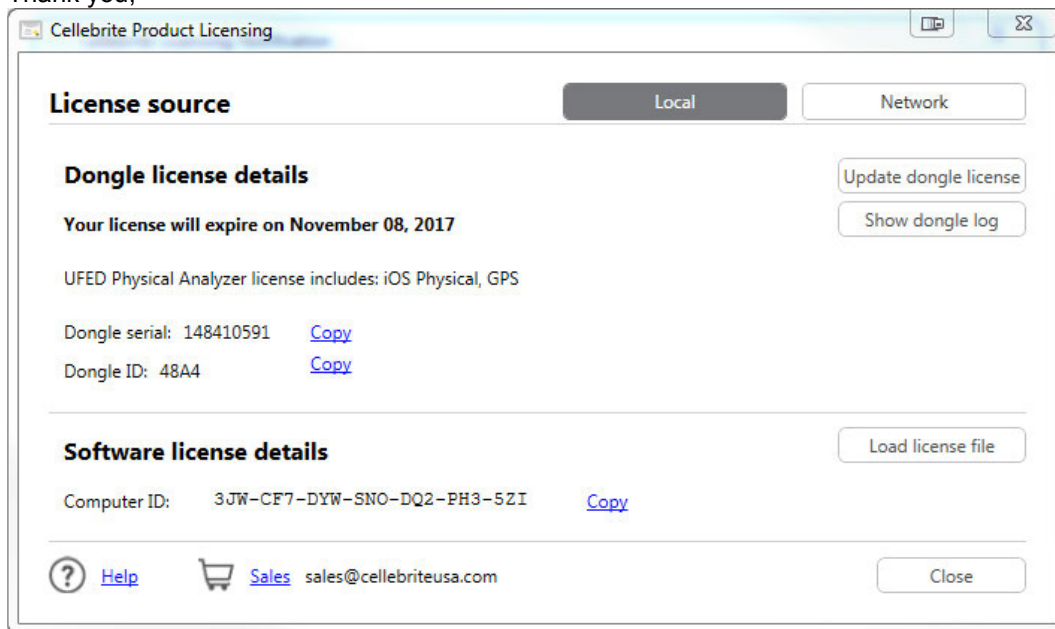 Thank you,
Cellebrite Product Licensing
License source Local Network
Dongle license details Update dongle license
Your license will expire on November 08, 2017 Show dongle log
UFED Physical Analyzer license includes: iOS Physical, GPS
Dongle serial: 148410591 Copy
Dongle ID: 48A4 Copy
Software license details Load license file
Computer ID: 3JW-CF7-DYW-SNO-DQ2-PH3-5ZI Copy
? Help Sales sales@cellebriteusa.com Close